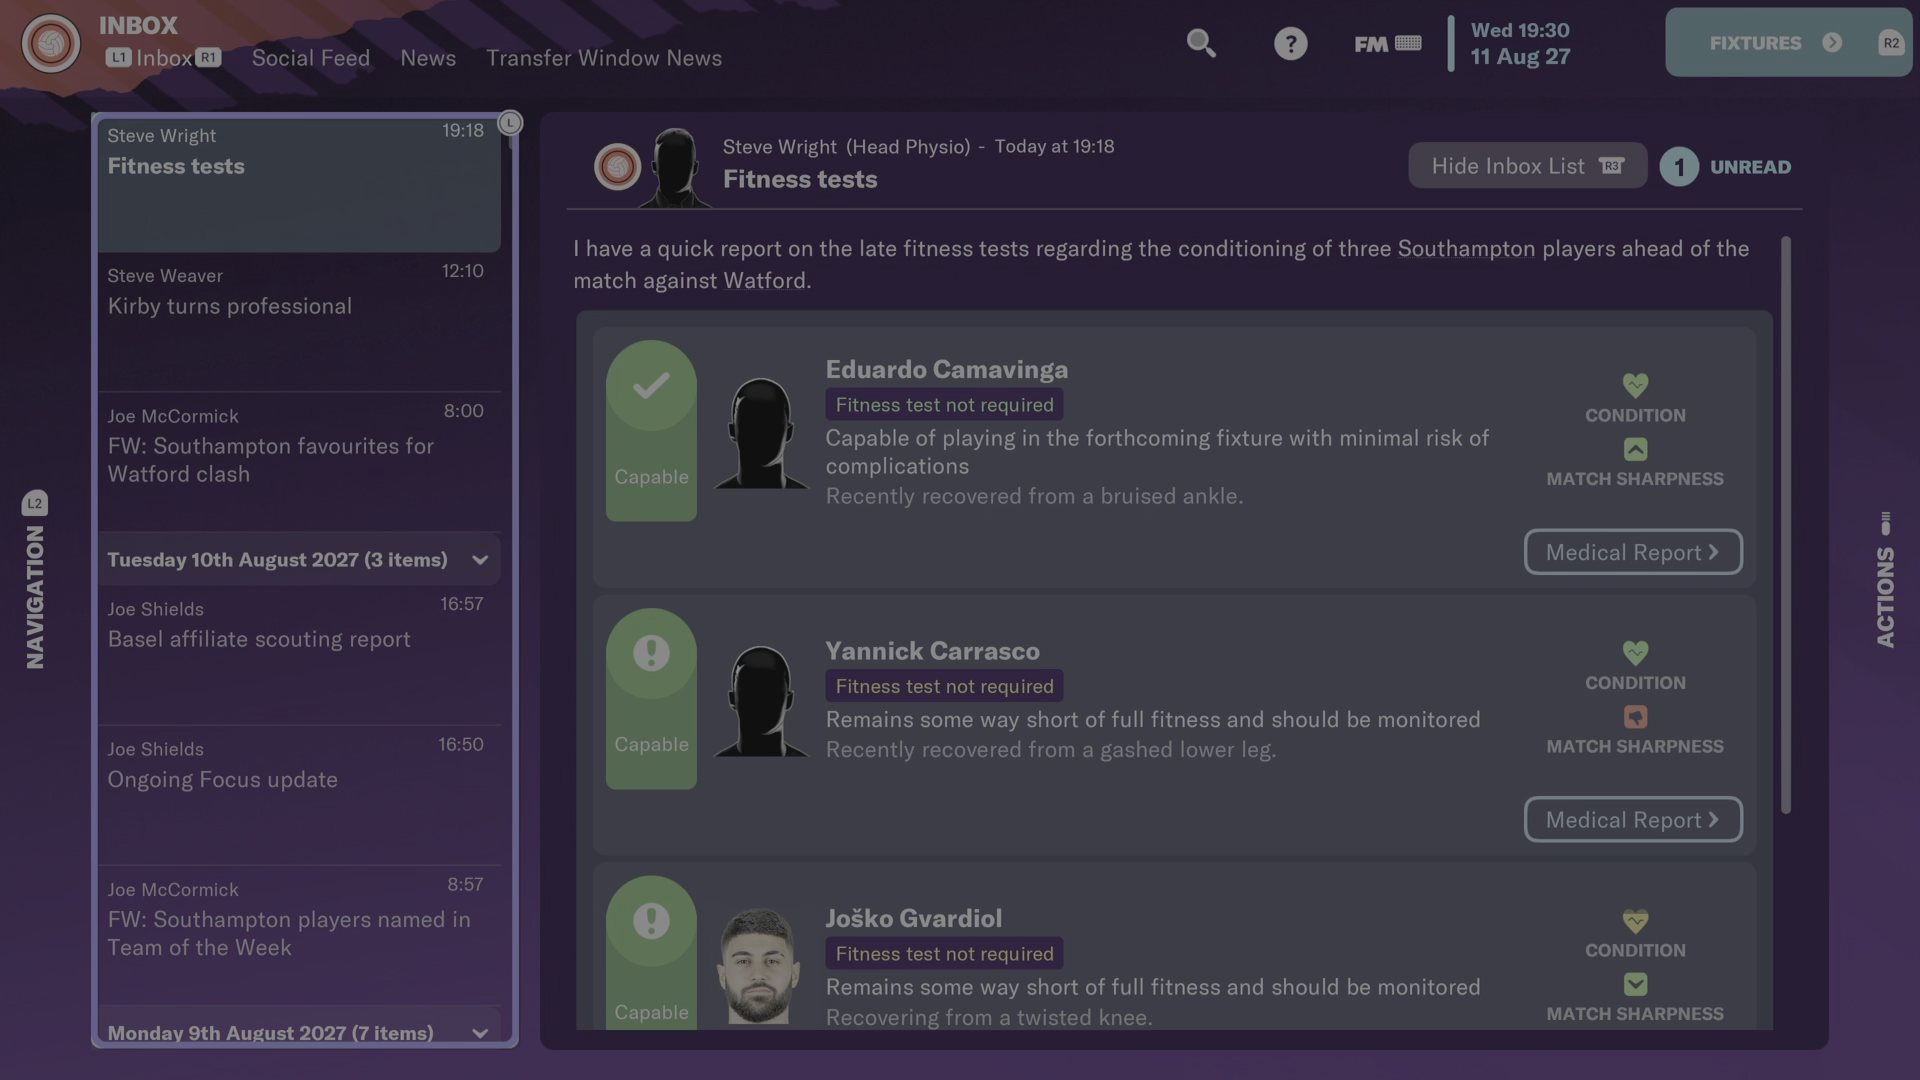 INBOX
L1 Inbox R1 Social Feed News Transfer Window News
?
FM
Wed 19:30
11 Aug 27
FIXTURES R2
L2
NAVIGATION
L
Steve Wright 19:18
Fitness tests
Steve Weaver 12:10
Kirby turns professional
Joe McCormick 8:00
FW: Southampton favourites for
Watford clash
Tuesday 10th August 2027 (3 items)
Joe Shields 16:57
Basel affiliate scouting report
Joe Shields 16:50
Ongoing Focus update
Joe McCormick 8:57
FW: Southampton players named in
Team of the Week
Monday 9th August 2027 (7 items)
Steve Wright (Head Physio) - Today at 19:18
Fitness tests
Hide Inbox List R3
1 UNREAD
I have a quick report on the late fitness tests regarding the conditioning of three Southampton players ahead of the
match against Watford.
Capable
Eduardo Camavinga
Fitness test not required
Capable of playing in the forthcoming fixture with minimal risk of
complications
Recently recovered from a bruised ankle.
CONDITION
MATCH SHARPNESS
Medical Report
Capable
Yannick Carrasco
Fitness test not required
Remains some way short of full fitness and should be monitored
Recently recovered from a gashed lower leg.
CONDITION
MATCH SHARPNESS
Medical Report
Capable
Joško Gvardiol
Fitness test not required
Remains some way short of full fitness and should be monitored
Recovering from a twisted knee.
CONDITION
MATCH SHARPNESS
ACTIONS